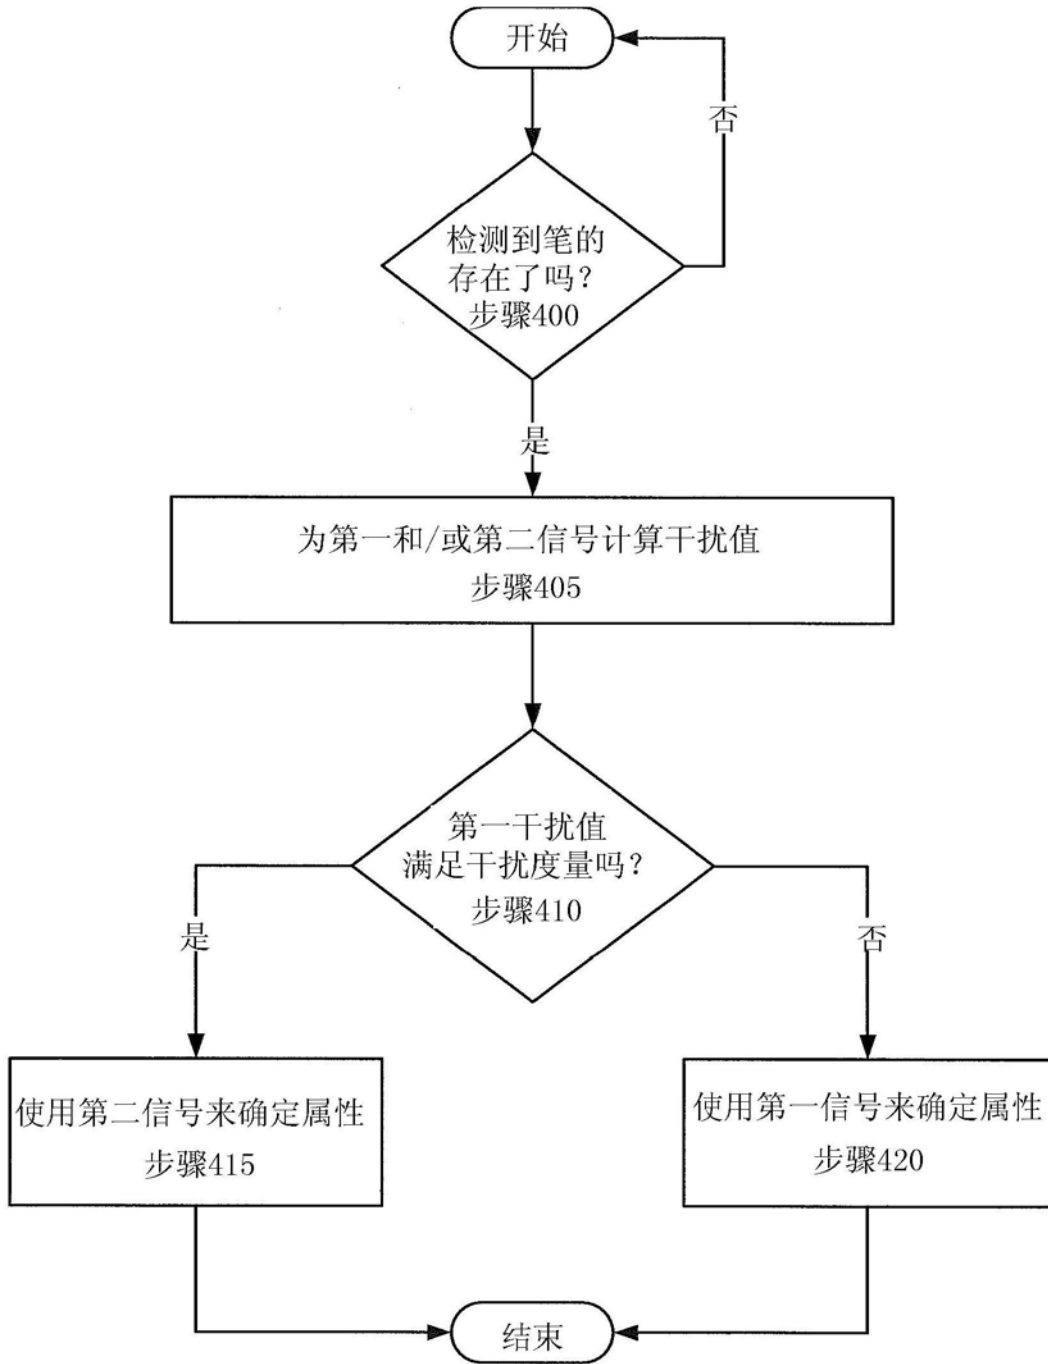 开始
否
检测到笔的
存在了吗?
步骤400
是
为第一和/或第二信号计算干扰值
步骤405
第一干扰值
满足干扰度量吗?
步骤410
是
否
使用第二信号来确定属性
步骤415
使用第一信号来确定属性
步骤420
结束